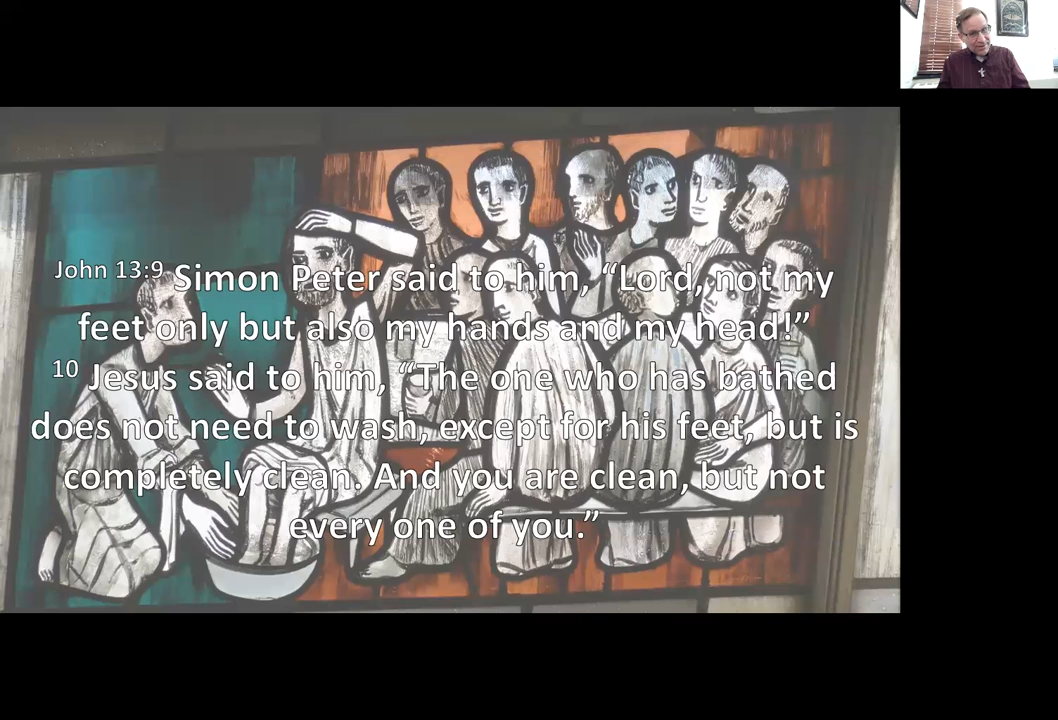 John 13:9 Simon Peter said to him, “Lord, not my
feet only but also my hands and my head!”
10 Jesus said to him, “The one who has bathed
does not need to wash, except for his feet, but is
completely clean. And you are clean, but not
every one of you.”